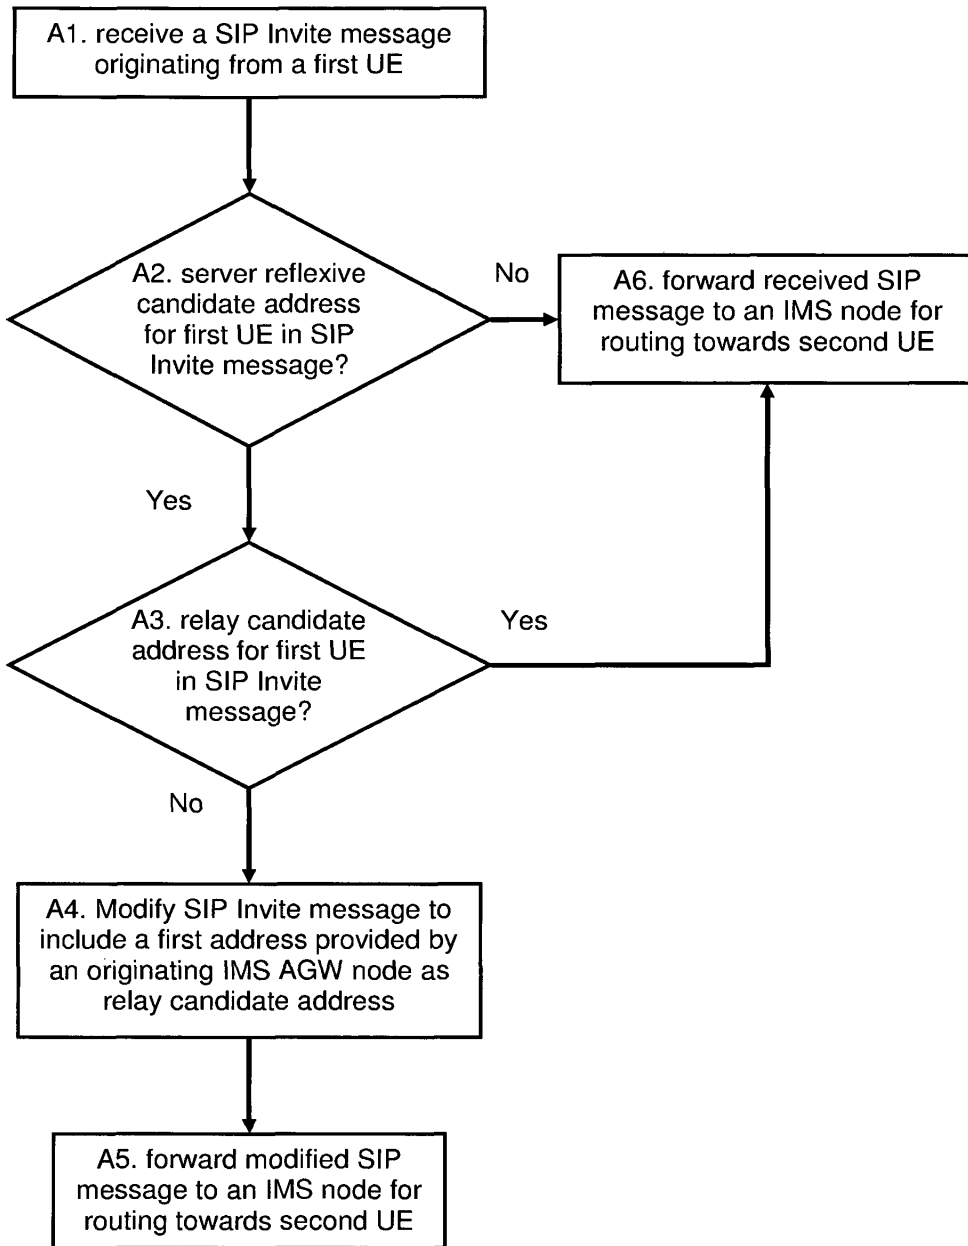 A1. receive a SIP Invite message
originating from a first UE
A2. server reflexive
candidate address
for first UE in SIP
Invite message?
No
A6. forward received SIP
message to an IMS node for
routing towards second UE
Yes
A3. relay candidate
address for first UE
in SIP Invite
message?
Yes
No
A4. Modify SIP Invite message to
include a first address provided by
an originating IMS AGW node as
relay candidate address
A5. forward modified SIP
message to an IMS node for
routing towards second UE